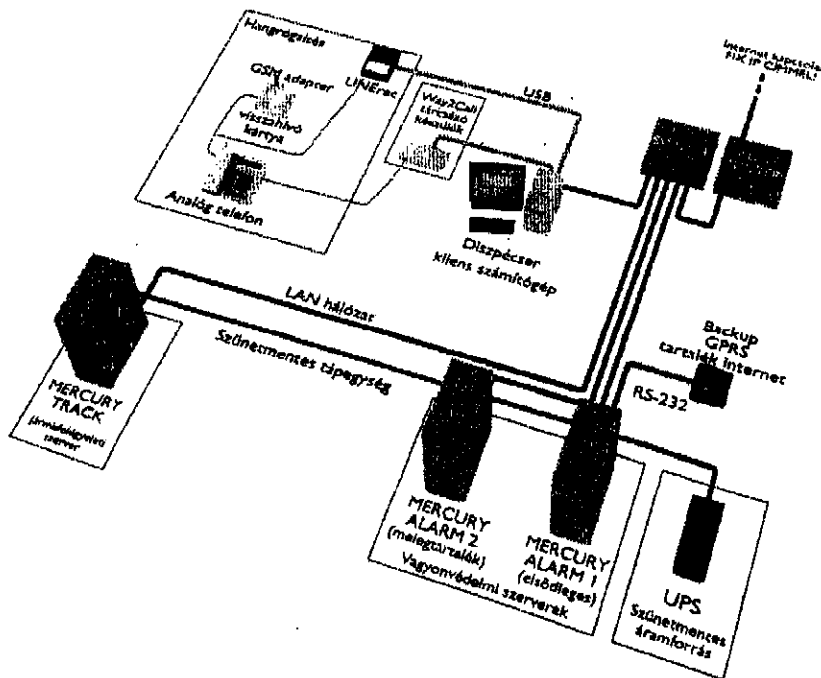 Hangrögzítés
GSM adapter
visszahívó
kártya
LINErec
Analóg telefon
USB
Way2Call
tárcsázó
készülék
Diszpécser
kliens számítógép
Internet kapcsolat
FIX IP CÍMMEL!
LAN hálózat
Szünetmentes tápegység
MERCURY
TRACK
szerver
Backup
GPRS
tartalék internet
RS-232
MERCURY
ALARM 2
(melegtartalék)
MERCURY
ALARM 1
(elsődleges)
Vagyonvédelmi szerverek
UPS
Szünetmentes
áramforrás